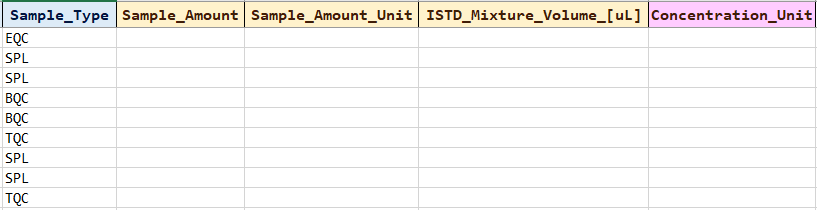 Sample_Type Sample_Amount Sample_Amount_Unit ISTD_Mixture_Volume_[uL] Concentration_Unit
EQC
SPL
SPL
BQC
BQC
TQC
SPL
SPL
TQC